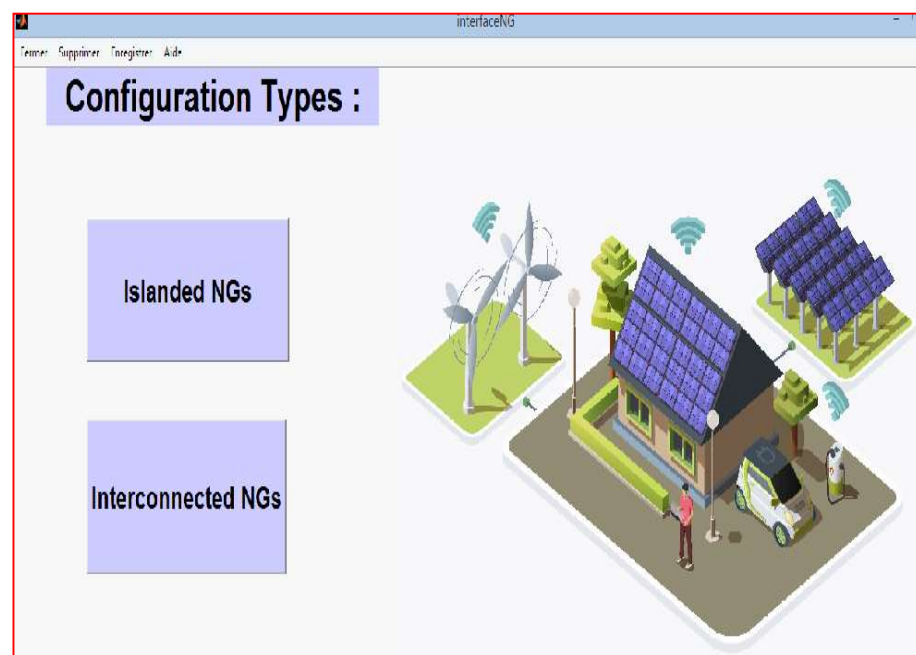 interfaceNG
Fermer Supprimer Enregistrer Aide
Configuration Types :
Islanded NGs
Interconnected NGs